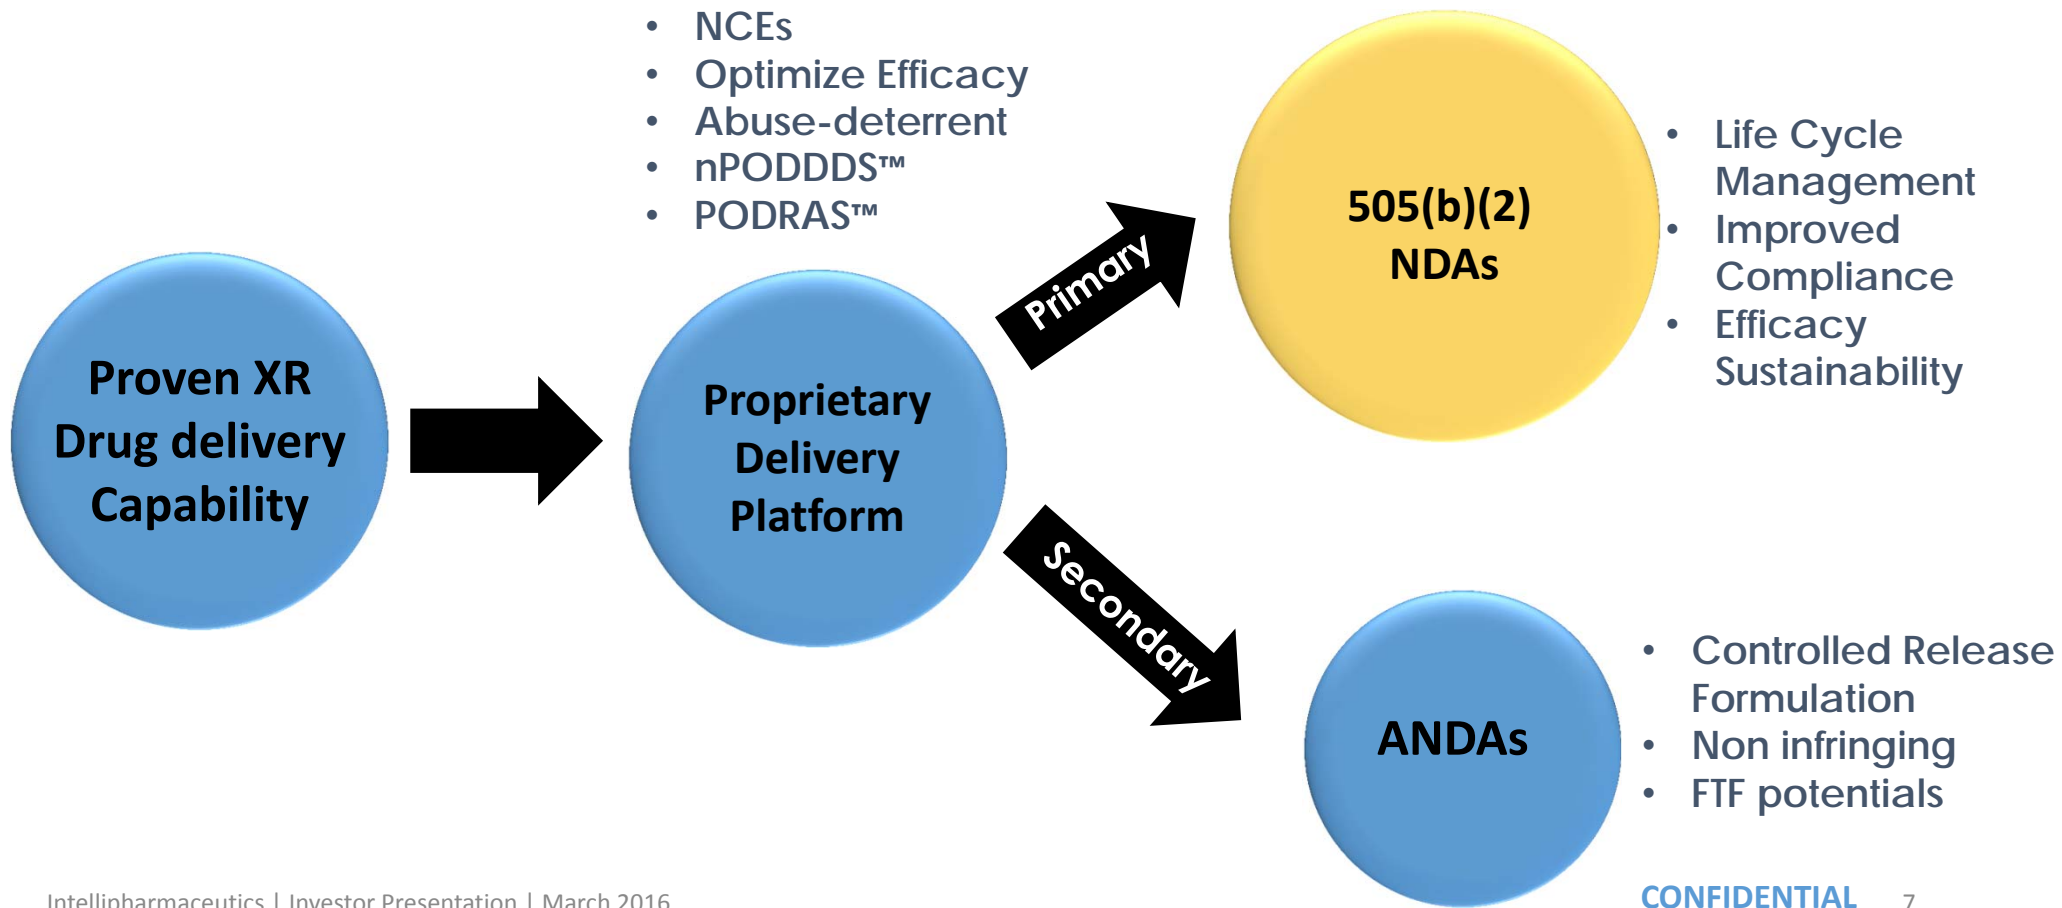 • NCEs
• Optimize Efficacy
• Abuse-deterrent
• nPODDDS™
• PODRAS™
Proven XR
Drug delivery
Capability
Proprietary
Delivery
Platform
Primary
505(b)(2)
NDAs
• Life Cycle
Management
• Improved
Compliance
• Efficacy
Sustainability
Secondary
ANDAs
• Controlled Release
Formulation
• Non infringing
• FTF potentials
Intellipharmaceutics | Investor Presentation | March 2016
CONFIDENTIAL 7